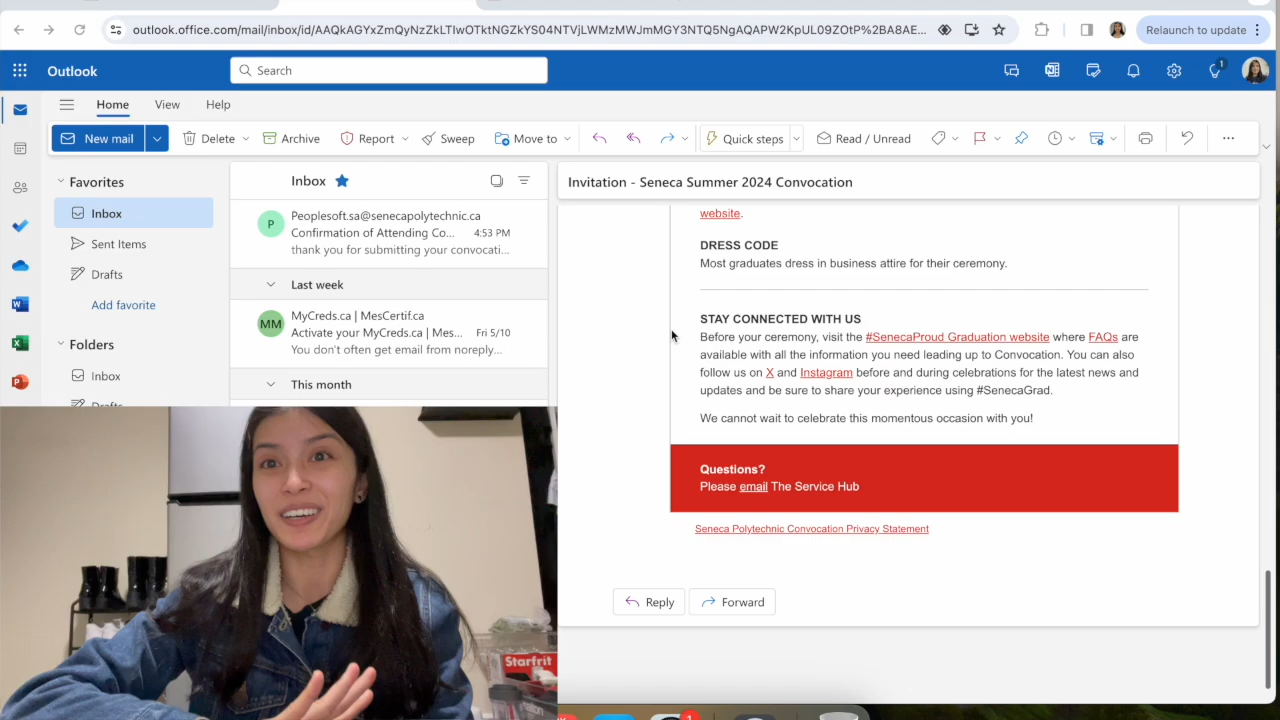 outlook.office.com/mail/inbox/id/AAQkAGYxZmQyNzZkLTIwOTktNGZkYS04NTVjLWMzMWJmMGY3NTQ5NgAQAPW2KpUL09ZOtP%2BA8AE...
Relaunch to update
Outlook
Search
1
Home
View
Help
New mail
Delete
Archive
Report
Sweep
Move to
Quick steps
Read / Unread
Favorites
Inbox
Sent Items
Drafts
Add favorite
Folders
Inbox
Drafts
Inbox
P
Peoplesoft.sa@senecapolytechnic.ca
Confirmation of Attending Co...
4:53 PM
thank you for submitting your convocati...
Last week
MM
MyCreds.ca | MesCertif.ca
Activate your MyCreds.ca | Mes...
Fri 5/10
You don't often get email from noreply...
This month
Invitation - Seneca Summer 2024 Convocation
website.
DRESS CODE
Most graduates dress in business attire for their ceremony.
STAY CONNECTED WITH US
Before your ceremony, visit the #SenecaProud Graduation website where FAQs are
available with all the information you need leading up to Convocation. You can also
follow us on X and Instagram before and during celebrations for the latest news and
updates and be sure to share your experience using #SenecaGrad.
We cannot wait to celebrate this momentous occasion with you!
Questions?
Please email The Service Hub
Seneca Polytechnic Convocation Privacy Statement
Reply
Forward
Starfrit
1